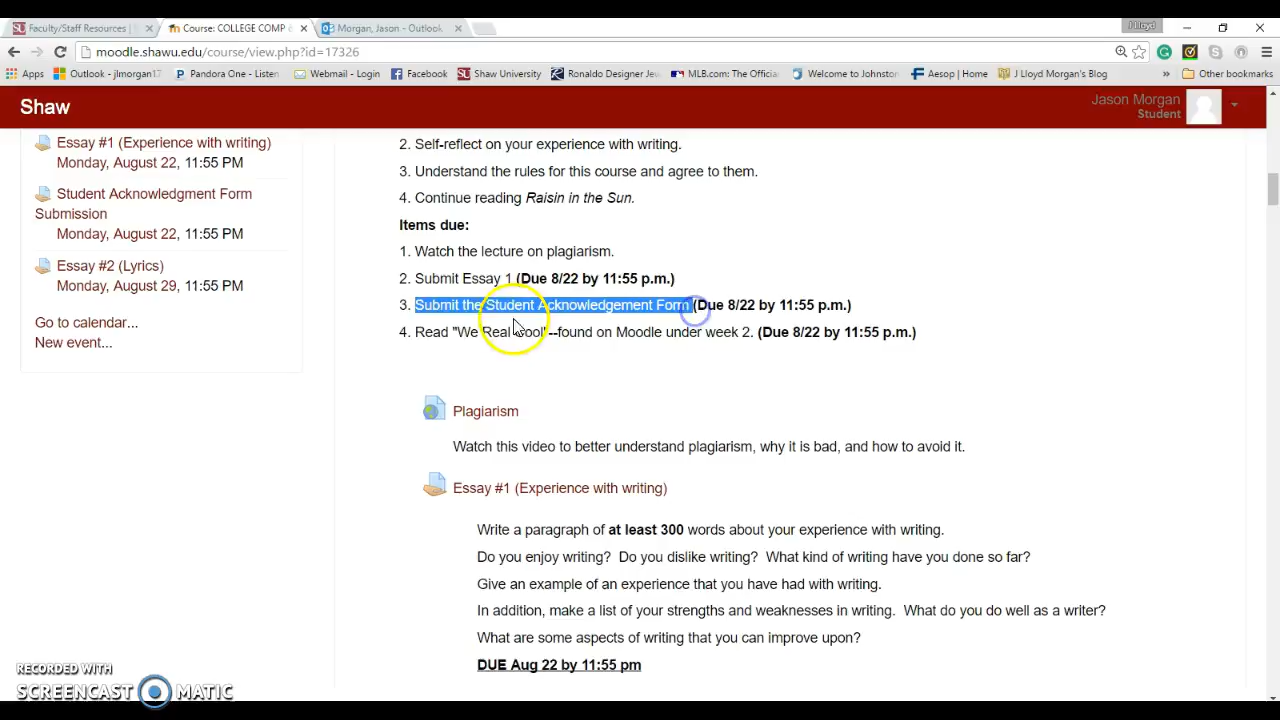 Faculty/Staff Resources |
Course: COLLEGE COMP
Morgan, Jason - Outlook
J Lloyd
moodle.shawu.edu/course/view.php?id=17326
Apps
Outlook - jlmorgan17
Pandora One - Listen
Webmail - Login
Facebook
Shaw University
Ronaldo Designer Jew
MLB.com: The Officia
Welcome to Johnston
Aesop | Home
J Lloyd Morgan's Blog
»
Other bookmarks
Shaw
Jason Morgan
Student
Essay #1 (Experience with writing)
Monday, August 22, 11:55 PM
Student Acknowledgment Form
Submission
Monday, August 22, 11:55 PM
Essay #2 (Lyrics)
Monday, August 29, 11:55 PM
Go to calendar...
New event...
2. Self-reflect on your experience with writing.
3. Understand the rules for this course and agree to them.
4. Continue reading Raisin in the Sun.
Items due:
1. Watch the lecture on plagiarism.
2. Submit Essay 1 (Due 8/22 by 11:55 p.m.)
3. Submit the Student Acknowledgement Form (Due 8/22 by 11:55 p.m.)
4. Read "We Real Cool"--found on Moodle under week 2. (Due 8/22 by 11:55 p.m.)
Plagiarism
Watch this video to better understand plagiarism, why it is bad, and how to avoid it.
Essay #1 (Experience with writing)
Write a paragraph of at least 300 words about your experience with writing.
Do you enjoy writing? Do you dislike writing? What kind of writing have you done so far?
Give an example of an experience that you have had with writing.
In addition, make a list of your strengths and weaknesses in writing. What do you do well as a writer?
What are some aspects of writing that you can improve upon?
DUE Aug 22 by 11:55 pm
RECORDED WITH
SCREENCAST MATIC